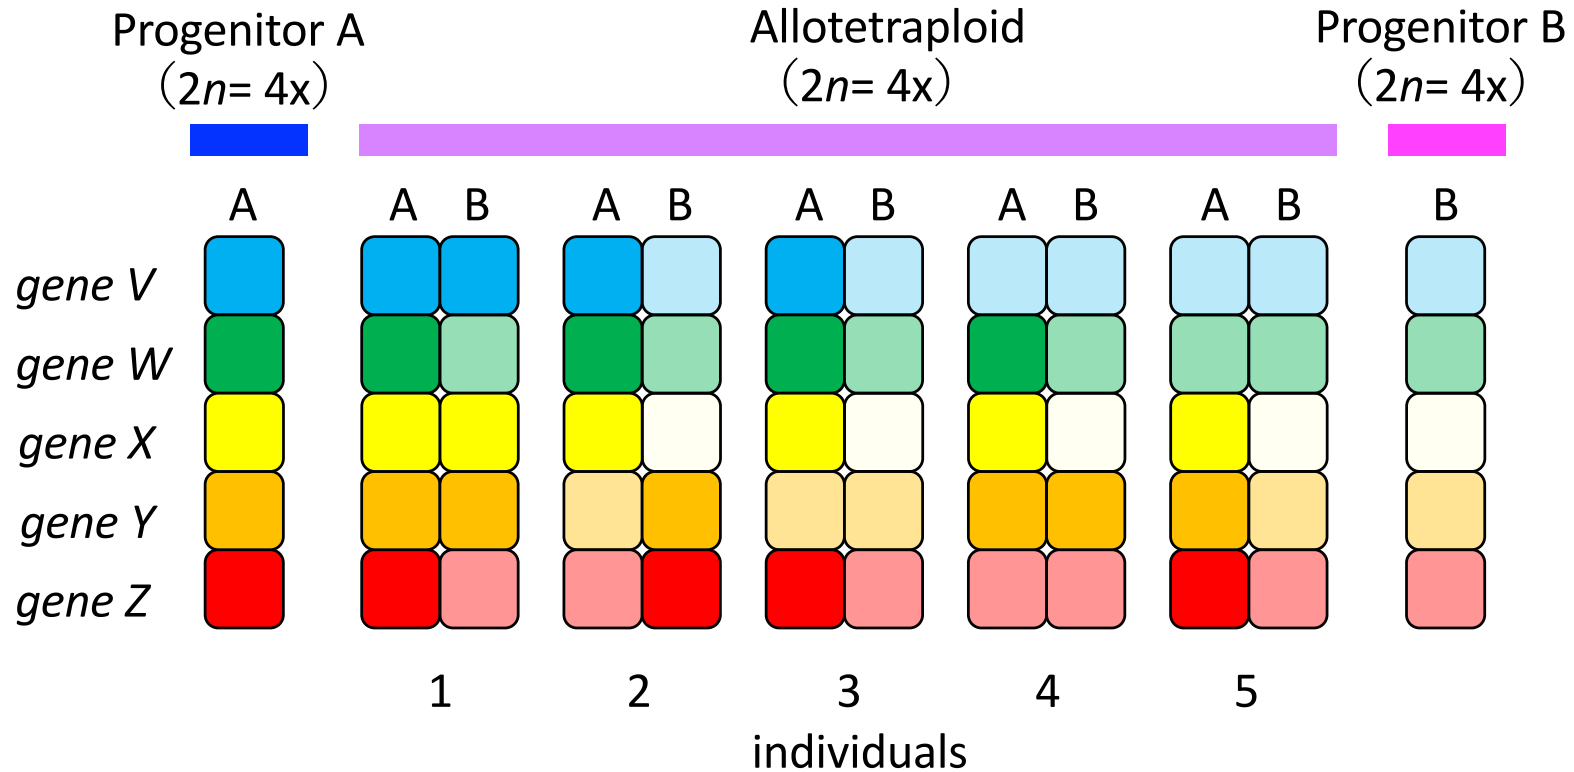 Progenitor A Allotetraploid Progenitor B
（2n= 4x） （2n= 4x） （2n= 4x）
A A B A B A B A B A B B
gene V
gene W
gene X
gene Y
gene Z
1 2 3 4 5
individuals